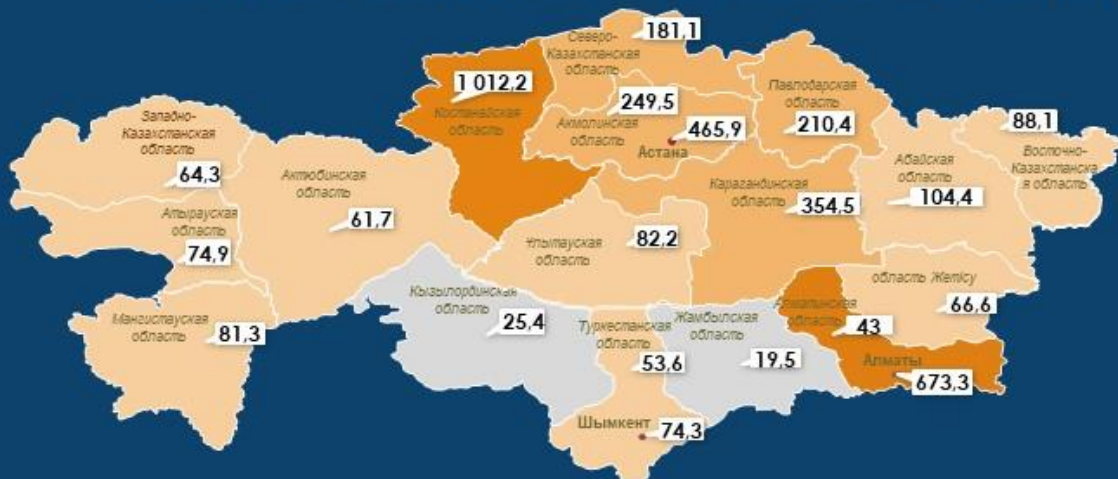 181,1
Северо-
Казахстанская
область
1 012,2
Костанайская
область
249,5
Акмолинская
область
465,9
Астана
Павлодарская
область
210,4
88,1
Восточно-
Казахстанска
я область
Абайская
область
104,4
Западно-
Казахстанская
область
64,3
Актюбинская
область
61,7
Атырауская
область
74,9
Карагандинская
область
354,5
Ұлытауская
область
82,2
область Жетісу
66,6
Мангистауская
область
81,3
Кызылординская
область
25,4
Туркестанская
область
53,6
Жамбылская
область
19,5
Алматинская
область
43
Алматы
673,3
Шымкент
74,3